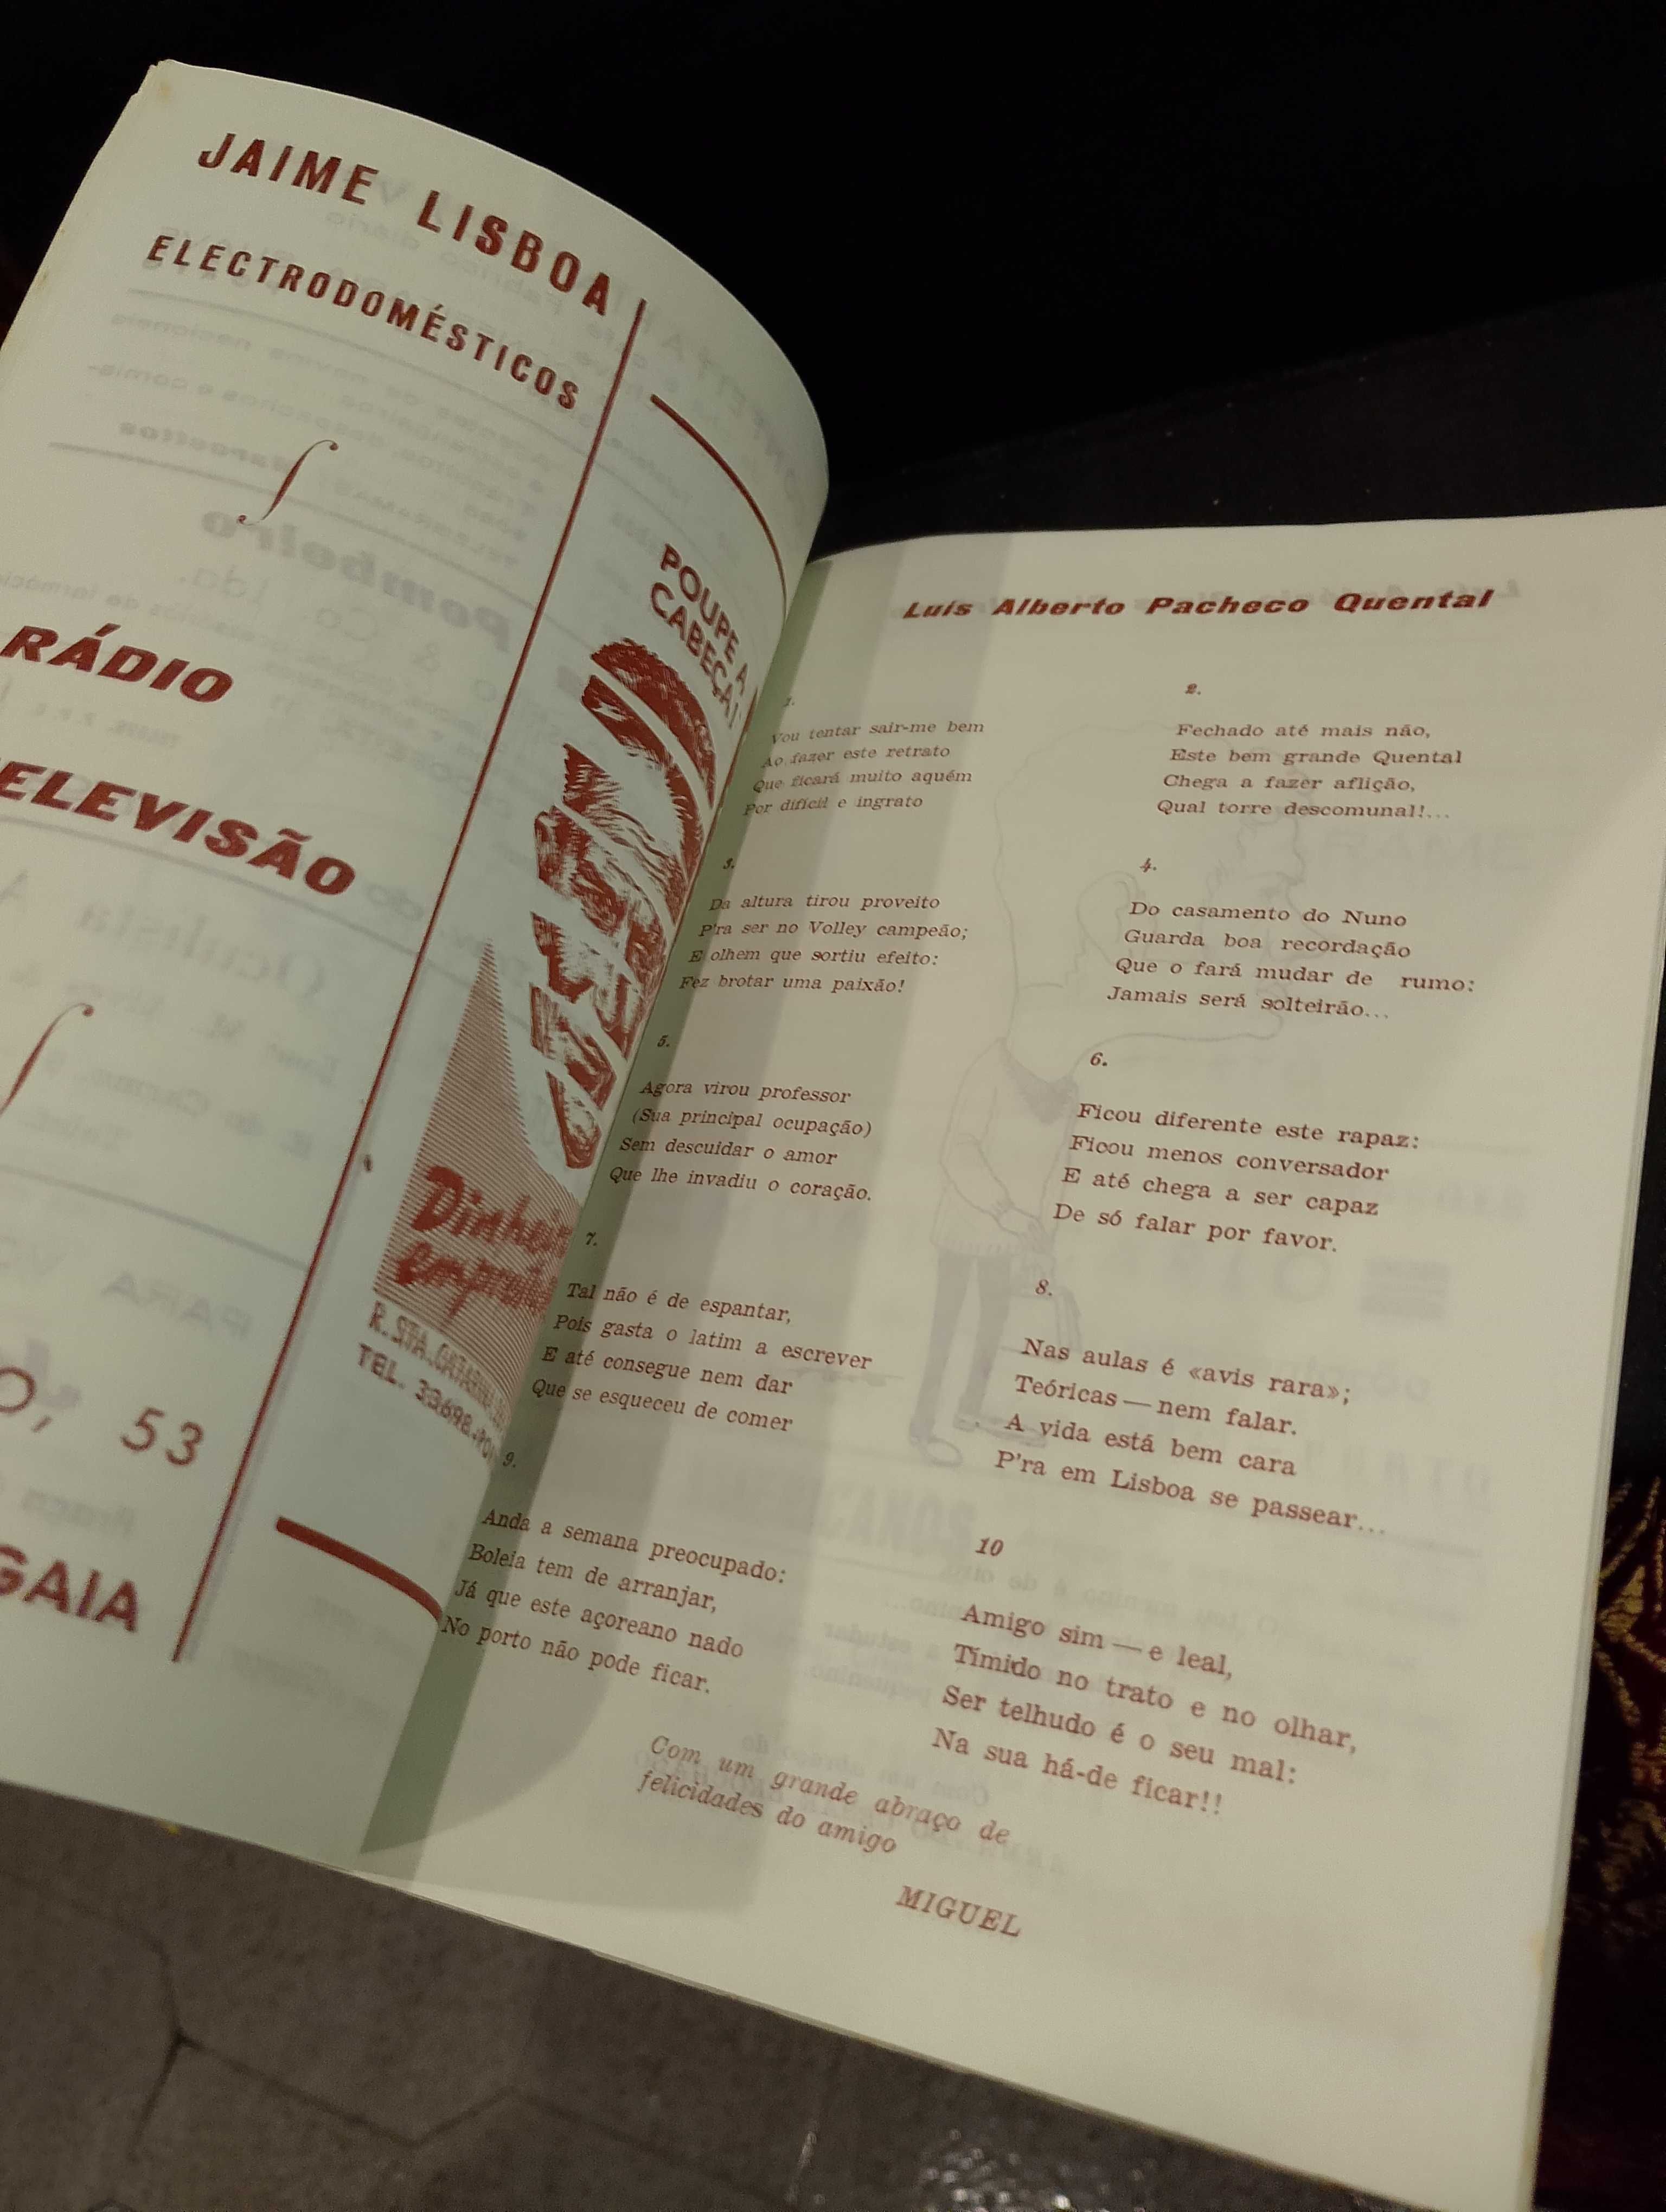 JAIME LISBOA
ELECTRODOMÉSTICOS
RÁDIO
ELEVISÃO
O, 53
GAIA
POUPE A
CABEÇA!
Dinheiro
R. STA. CATARINA
TEL. 33698
Luís Alberto Pacheco Quental
1.
Vou tentar sair-me bem
Ao fazer este retrato
Que ficará muito aquém
Por difícil e ingrato
2.
Fechado até mais não,
Este bem grande Quental
Chega a fazer aflição,
Qual torre descomunal!...
3.
Da altura tirou proveito
P'ra ser no Volley campeão;
E olhem que sortiu efeito:
Fez brotar uma paixão!
4.
Do casamento do Nuno
Guarda boa recordação
Que o fará mudar de rumo:
Jamais será solteirão...
5.
Agora virou professor
(Sua principal ocupação)
Sem descuidar o amor
Que lhe invadiu o coração.
6.
Ficou diferente este rapaz:
Ficou menos conversador
E até chega a ser capaz
De só falar por favor.
7.
Tal não é de espantar,
Pois gasta o latim a escrever
E até consegue nem dar
Que se esqueceu de comer
8.
Nas aulas é «avis rara»;
Teóricas — nem falar.
A vida está bem cara
P'ra em Lisboa se passear...
9.
Anda a semana preocupado:
Boleia tem de arranjar,
Já que este açoreano nado
No porto não pode ficar.
10
Amigo sim — e leal,
Tímido no trato e no olhar,
Ser telhudo é o seu mal:
Na sua há-de ficar!!
Com um grande abraço de
felicidades do amigo
MIGUEL